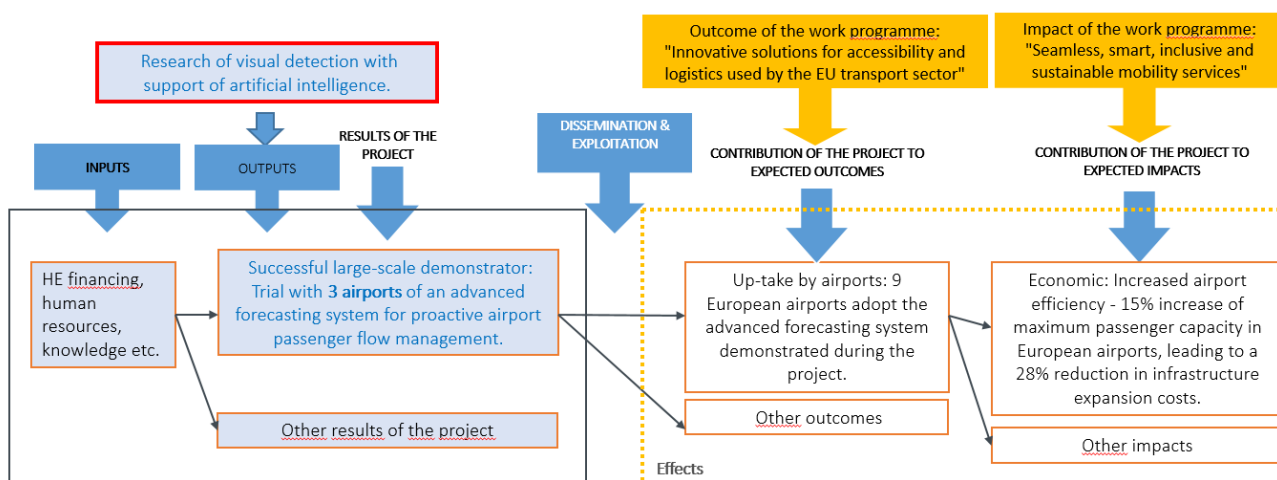 Research of visual detection with
support of artificial intelligence.
Outcome of the work programme:
"Innovative solutions for accessibility and
logistics used by the EU transport sector"
Impact of the work programme:
"Seamless, smart, inclusive and
sustainable mobility services"
INPUTS
OUTPUTS
RESULTS OF THE
PROJECT
DISSEMINATION &
EXPLOITATION
CONTRIBUTION OF THE PROJECT TO
EXPECTED OUTCOMES
CONTRIBUTION OF THE PROJECT TO
EXPECTED IMPACTS
HE financing,
human
resources,
knowledge etc.
Successful large-scale demonstrator:
Trial with 3 airports of an advanced
forecasting system for proactive airport
passenger flow management.
Other results of the project
Up-take by airports: 9
European airports adopt the
advanced forecasting system
demonstrated during the
project.
Other outcomes
Economic: Increased airport
efficiency - 15% increase of
maximum passenger capacity in
European airports, leading to a
28% reduction in infrastructure
expansion costs.
Other impacts
Effects